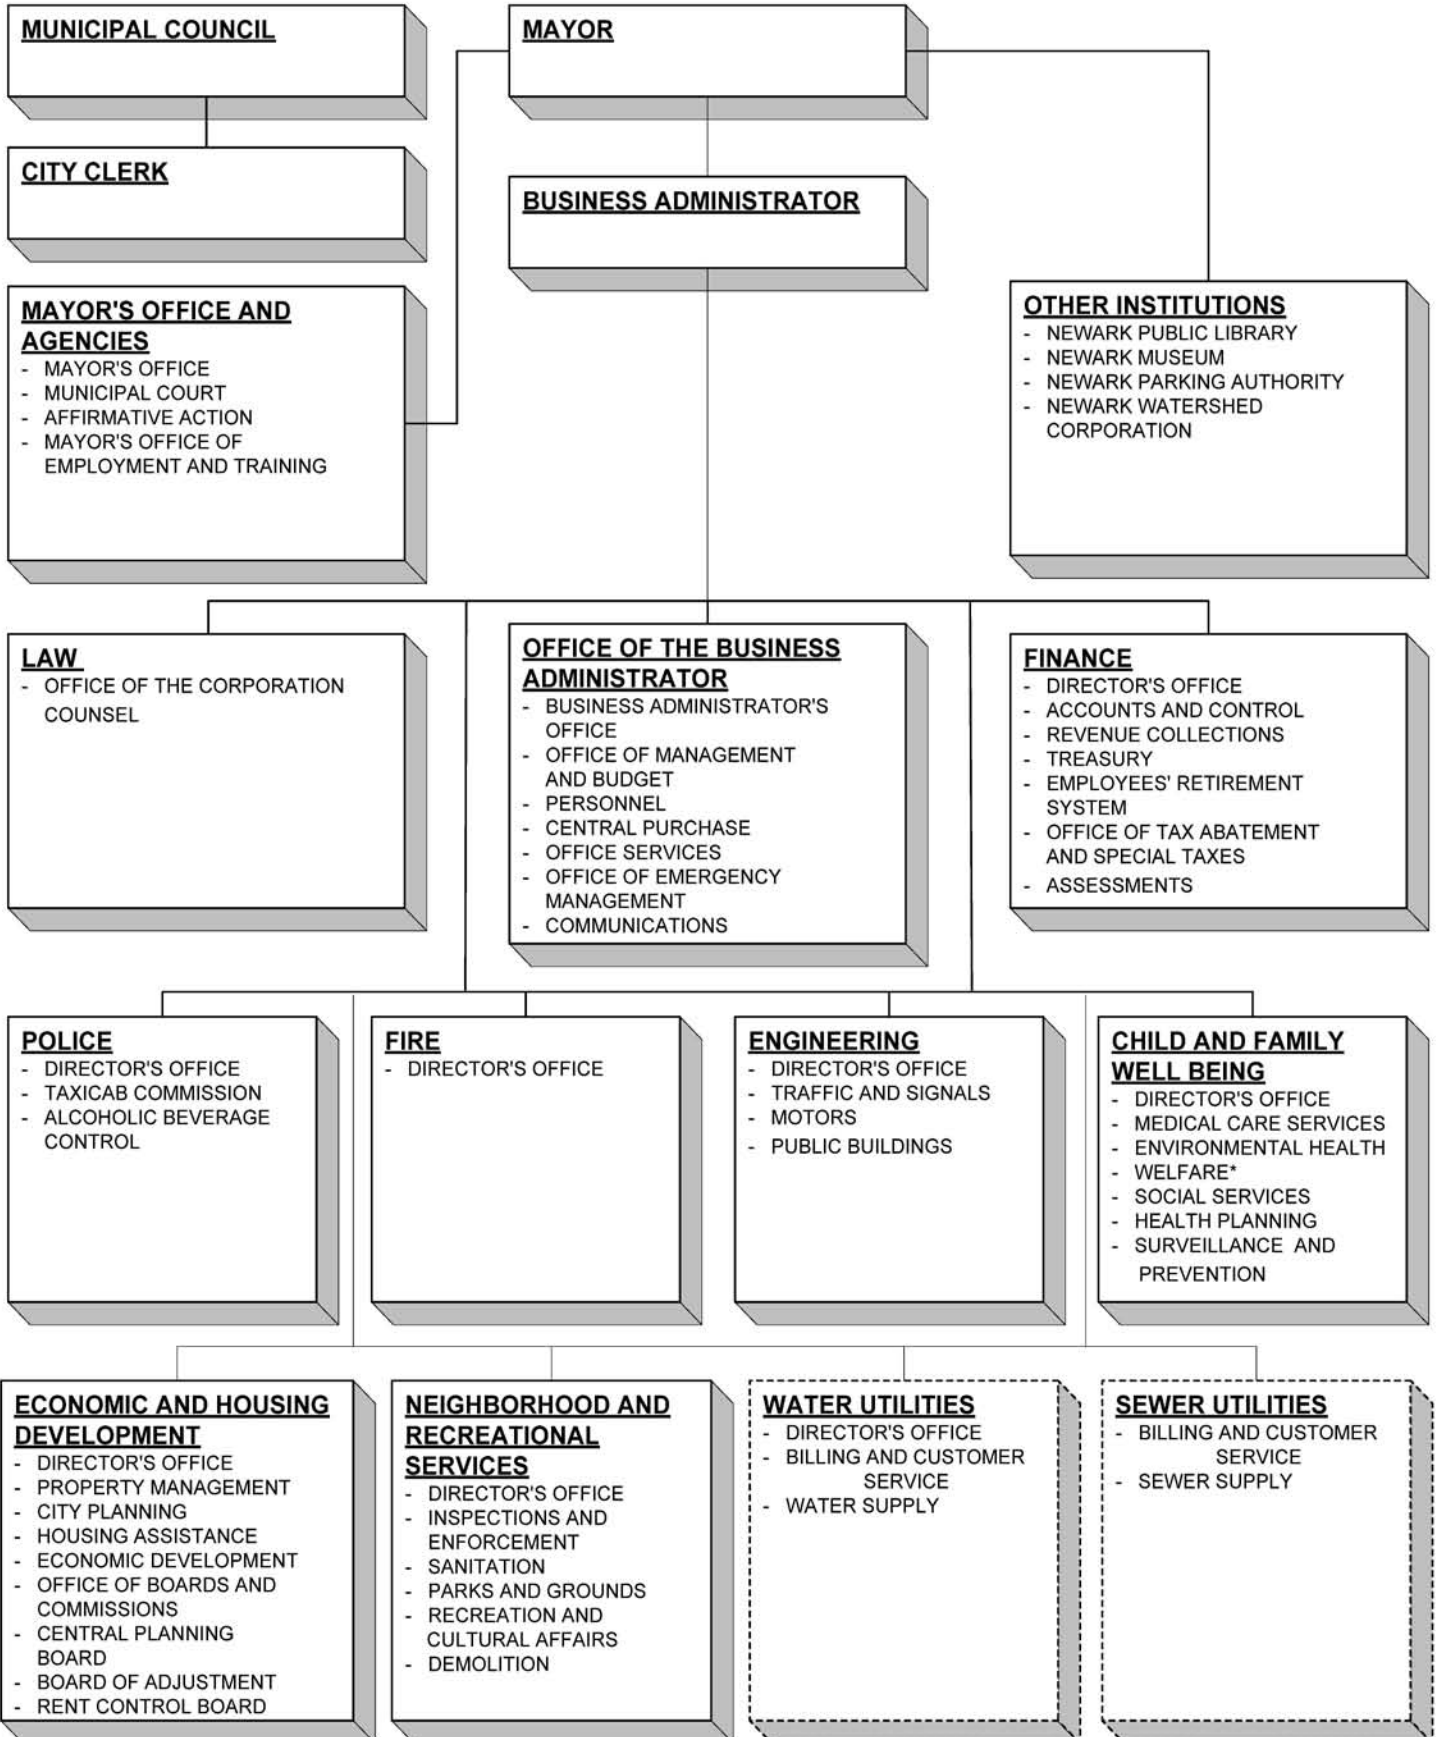 MUNICIPAL COUNCIL
MAYOR
CITY CLERK
BUSINESS ADMINISTRATOR
MAYOR'S OFFICE AND
AGENCIES
- MAYOR'S OFFICE
- MUNICIPAL COURT
- AFFIRMATIVE ACTION
- MAYOR'S OFFICE OF
EMPLOYMENT AND TRAINING
OTHER INSTITUTIONS
- NEWARK PUBLIC LIBRARY
- NEWARK MUSEUM
- NEWARK PARKING AUTHORITY
- NEWARK WATERSHED
CORPORATION
LAW
- OFFICE OF THE CORPORATION
COUNSEL
OFFICE OF THE BUSINESS
ADMINISTRATOR
- BUSINESS ADMINISTRATOR'S
OFFICE
- OFFICE OF MANAGEMENT
AND BUDGET
- PERSONNEL
- CENTRAL PURCHASE
- OFFICE SERVICES
- OFFICE OF EMERGENCY
MANAGEMENT
- COMMUNICATIONS
FINANCE
- DIRECTOR'S OFFICE
- ACCOUNTS AND CONTROL
- REVENUE COLLECTIONS
- TREASURY
- EMPLOYEES' RETIREMENT
SYSTEM
- OFFICE OF TAX ABATEMENT
AND SPECIAL TAXES
- ASSESSMENTS
POLICE
- DIRECTOR'S OFFICE
- TAXICAB COMMISSION
- ALCOHOLIC BEVERAGE
CONTROL
FIRE
- DIRECTOR'S OFFICE
ENGINEERING
- DIRECTOR'S OFFICE
- TRAFFIC AND SIGNALS
- MOTORS
- PUBLIC BUILDINGS
CHILD AND FAMILY
WELL BEING
- DIRECTOR'S OFFICE
- MEDICAL CARE SERVICES
- ENVIRONMENTAL HEALTH
- WELFARE*
- SOCIAL SERVICES
- HEALTH PLANNING
- SURVEILLANCE AND
PREVENTION
ECONOMIC AND HOUSING
DEVELOPMENT
- DIRECTOR'S OFFICE
- PROPERTY MANAGEMENT
- CITY PLANNING
- HOUSING ASSISTANCE
- ECONOMIC DEVELOPMENT
- OFFICE OF BOARDS AND
COMMISSIONS
- CENTRAL PLANNING
BOARD
- BOARD OF ADJUSTMENT
- RENT CONTROL BOARD
NEIGHBORHOOD AND
RECREATIONAL
SERVICES
- DIRECTOR'S OFFICE
- INSPECTIONS AND
ENFORCEMENT
- SANITATION
- PARKS AND GROUNDS
- RECREATION AND
CULTURAL AFFAIRS
- DEMOLITION
WATER UTILITIES
- DIRECTOR'S OFFICE
- BILLING AND CUSTOMER
SERVICE
- WATER SUPPLY
SEWER UTILITIES
- BILLING AND CUSTOMER
SERVICE
- SEWER SUPPLY